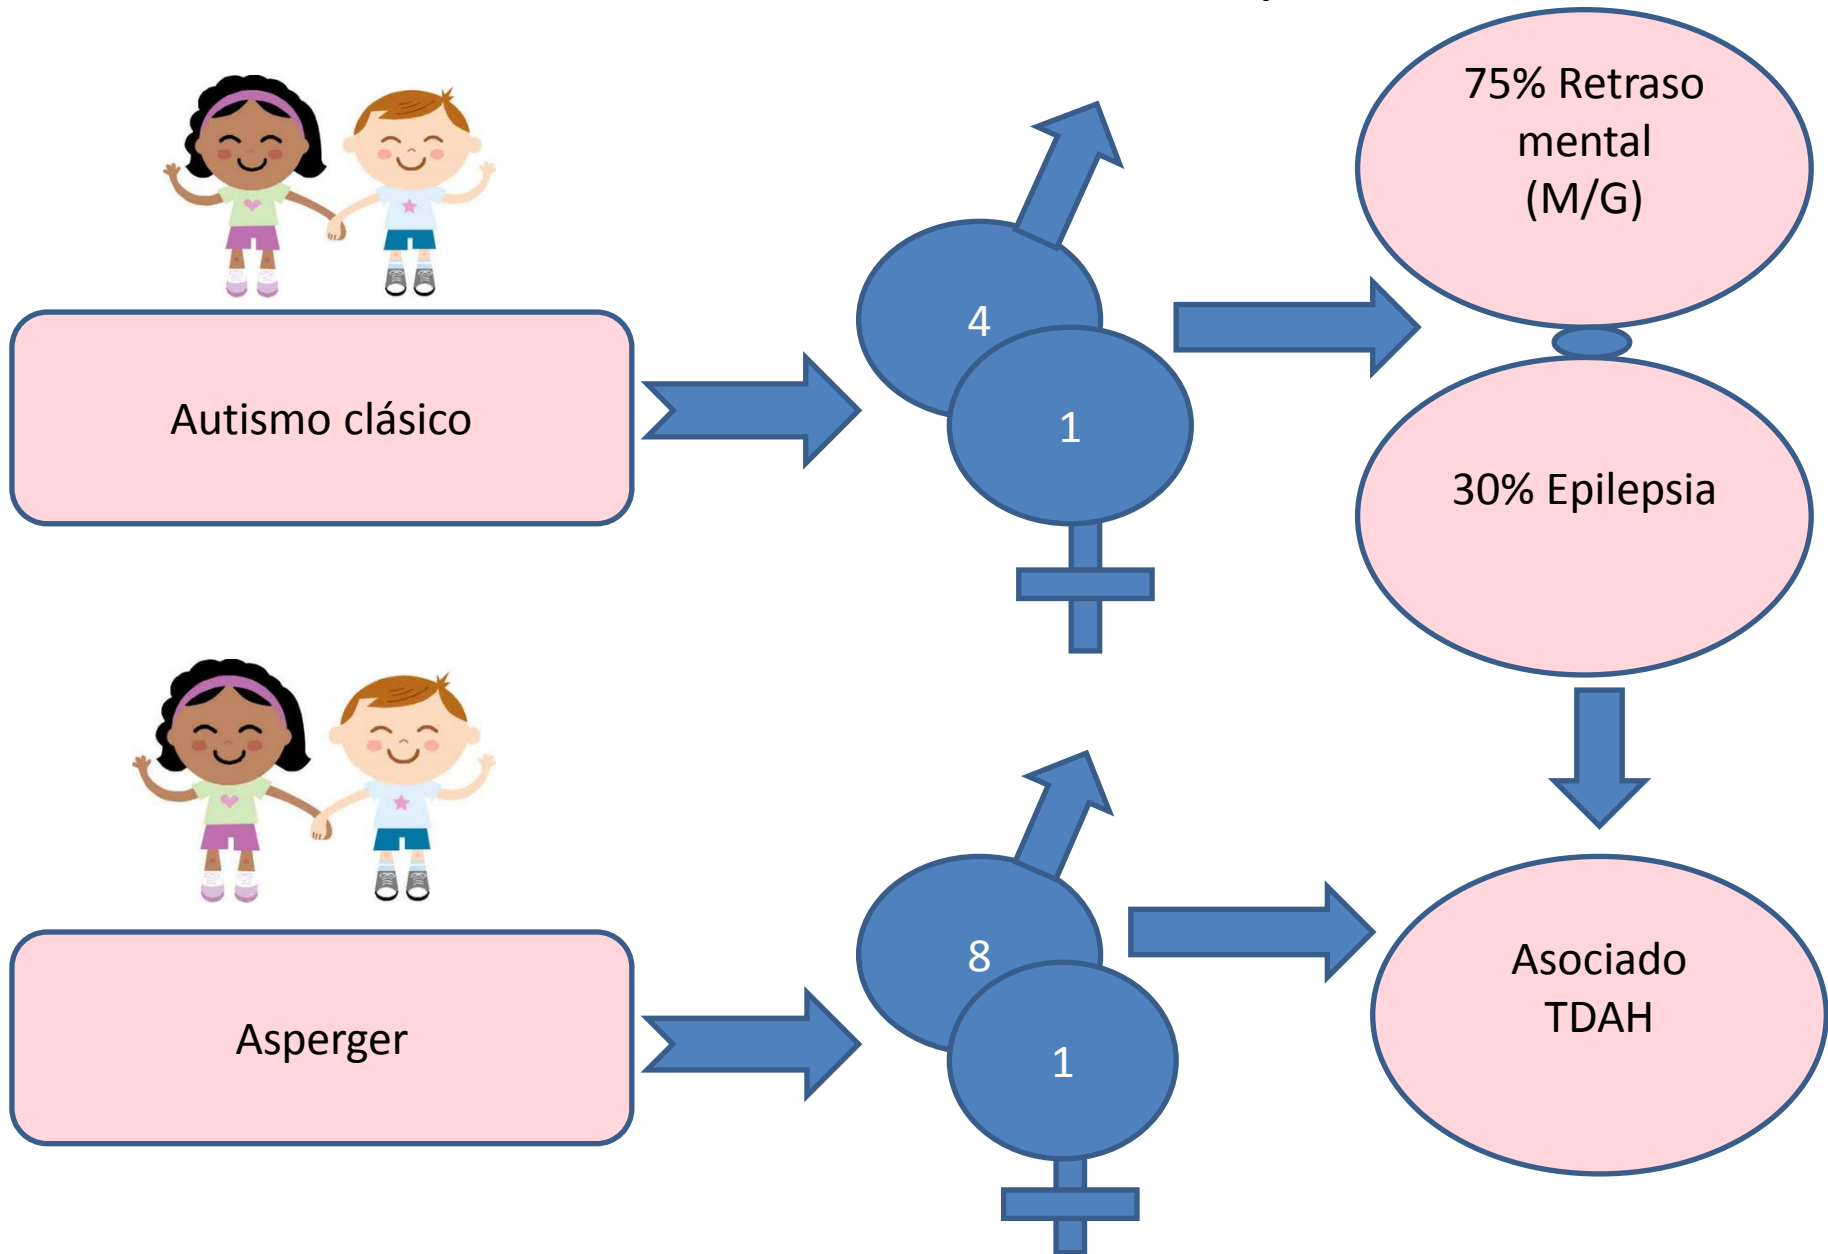 Autismo clásico
4
1
75% Retraso
mental
(M/G)
30% Epilepsia
Asperger
8
1
Asociado
TDAH